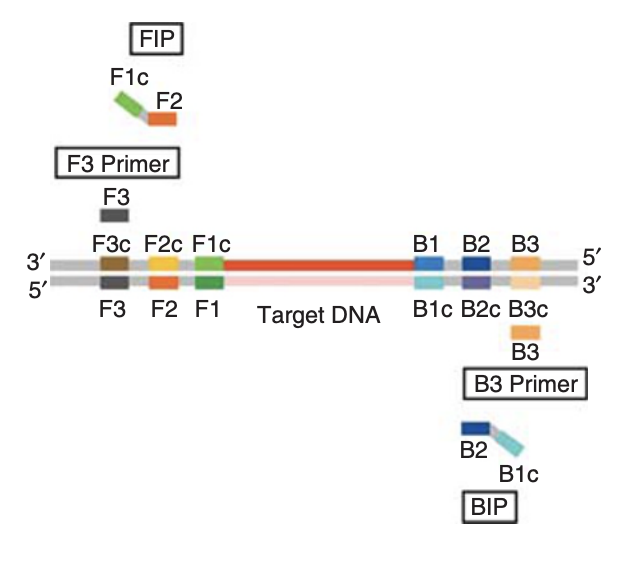 FIP
F1c
F2
F3 Primer
F3
F3c F2c F1c B1 B2 B3
3′ 5′
5′ 3′
F3 F2 F1 Target DNA B1c B2c B3c
B3
B3 Primer
B2
B1c
BIP